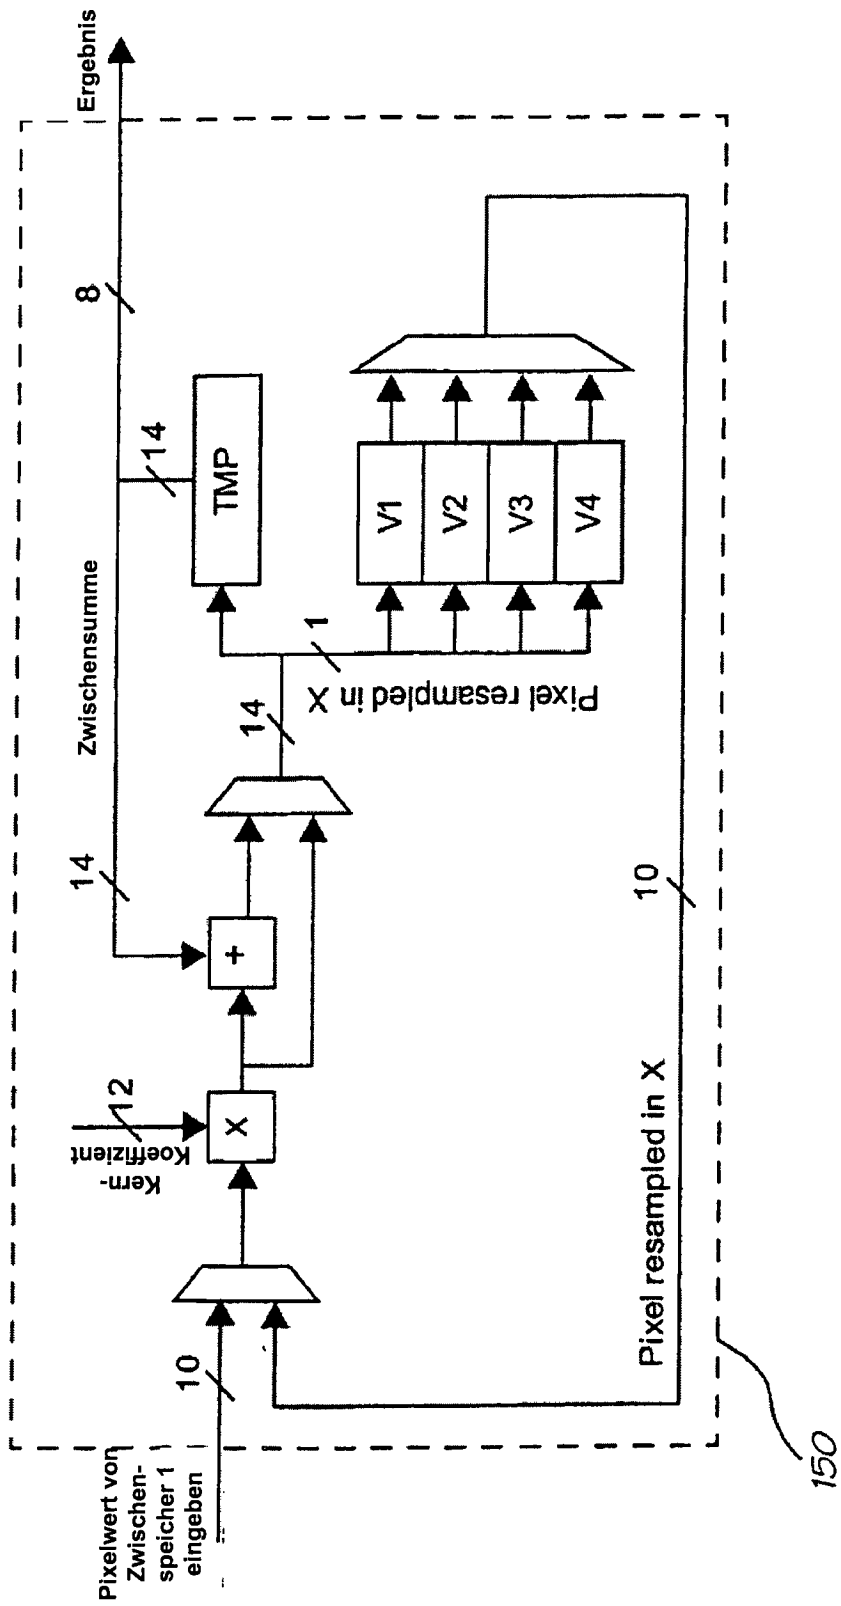 Pixelwert von
Zwischen-
speicher 1
eingeben
10
Kern-
Koeffizient
12
X
+
14
Zwischensumme
14
TMP
14
8
Ergebnis
1
Pixel resampled in X
V1
V2
V3
V4
10
Pixel resampled in X
150